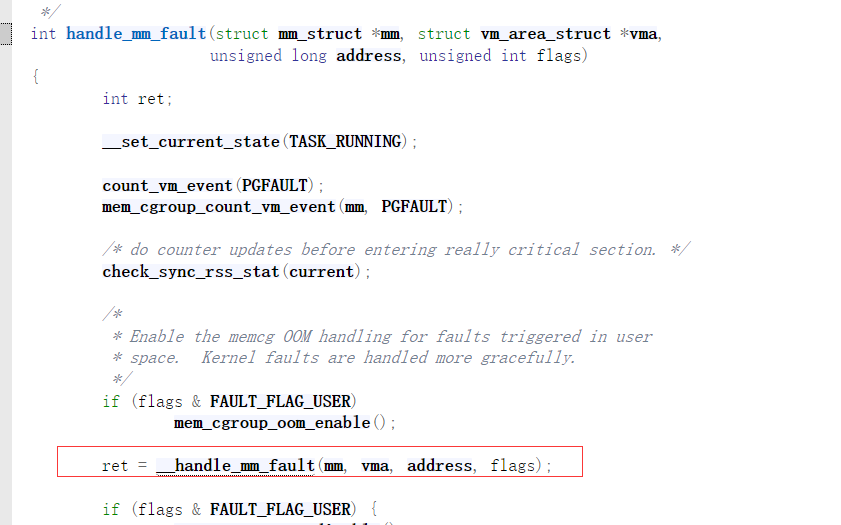 */
int handle_mm_fault(struct mm_struct *mm, struct vm_area_struct *vma,
unsigned long address, unsigned int flags)
{
int ret;
__set_current_state(TASK_RUNNING);
count_vm_event(PGFAULT);
mem_cgroup_count_vm_event(mm, PGFAULT);
/* do counter updates before entering really critical section. */
check_sync_rss_stat(current);
/*
* Enable the memcg OOM handling for faults triggered in user
* space.  Kernel faults are handled more gracefully.
*/
if (flags & FAULT_FLAG_USER)
mem_cgroup_oom_enable();
ret = __handle_mm_fault(mm, vma, address, flags);
if (flags & FAULT_FLAG_USER) {